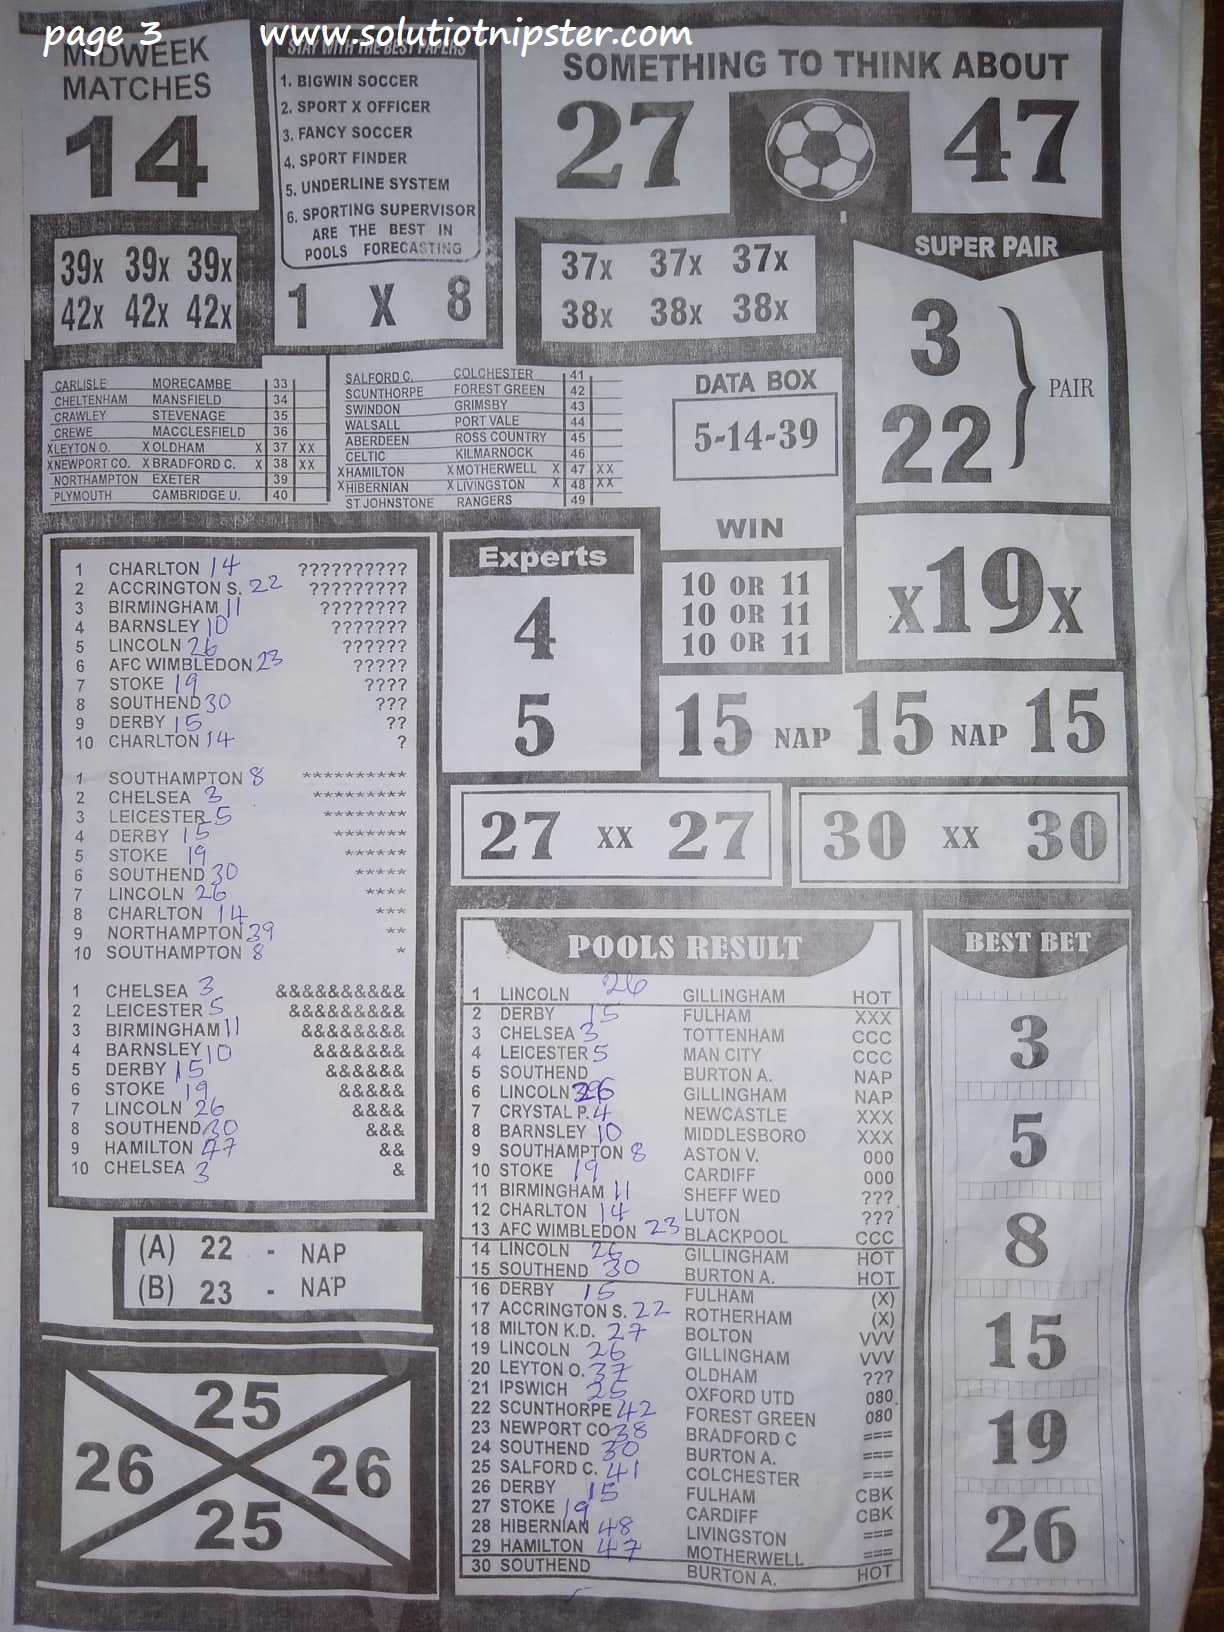 page 3
www.solutiotnipster.com
MIDWEEK
MATCHES
14
39x 39x 39x
42x 42x 42x
STAY WITH THE BEST PAPERS
1. BIGWIN SOCCER
2. SPORT X OFFICER
3. FANCY SOCCER
4. SPORT FINDER
5. UNDERLINE SYSTEM
6. SPORTING SUPERVISOR
ARE THE BEST IN
POOLS FORECASTING
1 X 8
SOMETHING TO THINK ABOUT
27 47
37x 37x 37x
38x 38x 38x
SUPER PAIR
3
22
PAIR
CARLISLE MORECAMBE 33
CHELTENHAM MANSFIELD 34
CRAWLEY STEVENAGE 35
CREWE MACCLESFIELD 36
XLEYTON O. XOLDHAM X 37 XX
XNEWPORT CO. XBRADFORD C. X 38 XX
NORTHAMPTON EXETER 39
PLYMOUTH CAMBRIDGE U. 40
SALFORD C. COLCHESTER 41
SCUNTHORPE FOREST GREEN 42
SWINDON GRIMSBY 43
WALSALL PORT VALE 44
ABERDEEN ROSS COUNTRY 45
CELTIC KILMARNOCK 46
XHAMILTON XMOTHERWELL X 47 XX
XHIBERNIAN XLIVINGSTON X 48 XX
ST JOHNSTONE RANGERS 49
DATA BOX
5-14-39
WIN
10 OR 11
10 OR 11
10 OR 11
x19x
Experts
4
5
15 NAP 15 NAP 15
27 xx 27
30 xx 30
1 CHARLTON 14 ??????????
2 ACCRINGTON S. 22 ?????????
3 BIRMINGHAM 11 ????????
4 BARNSLEY 10 ???????
5 LINCOLN 26 ??????
6 AFC WIMBLEDON 23 ?????
7 STOKE 19 ????
8 SOUTHEND 30 ???
9 DERBY 15 ??
10 CHARLTON 14 ?
1 SOUTHAMPTON 8 **********
2 CHELSEA 3 *********
3 LEICESTER 5 ********
4 DERBY 15 *******
5 STOKE 19 ******
6 SOUTHEND 30 *****
7 LINCOLN 26 ****
8 CHARLTON 14 ***
9 NORTHAMPTON 39 **
10 SOUTHAMPTON 8 *
1 CHELSEA 3 &&&&&&&&&&
2 LEICESTER 5 &&&&&&&&&
3 BIRMINGHAM 11 &&&&&&&&
4 BARNSLEY 10 &&&&&&&
5 DERBY 15 &&&&&&
6 STOKE 19 &&&&&
7 LINCOLN 26 &&&&
8 SOUTHEND 30 &&&
9 HAMILTON 47 &&
10 CHELSEA 3 &
(A) 22 - NAP
(B) 23 - NAP
25
26 26
25
POOLS RESULT
1 LINCOLN 26 GILLINGHAM HOT
2 DERBY 15 FULHAM XXX
3 CHELSEA 3 TOTTENHAM CCC
4 LEICESTER 5 MAN CITY CCC
5 SOUTHEND BURTON A. NAP
6 LINCOLN GILLINGHAM NAP
7 CRYSTAL P. 4 NEWCASTLE XXX
8 BARNSLEY 10 MIDDLESBORO XXX
9 SOUTHAMPTON 8 ASTON V. 000
10 STOKE 19 CARDIFF 000
11 BIRMINGHAM 11 SHEFF WED ???
12 CHARLTON 14 LUTON ???
13 AFC WIMBLEDON 23 BLACKPOOL CCC
14 LINCOLN 26 GILLINGHAM HOT
15 SOUTHEND 30 BURTON A. HOT
16 DERBY 15 FULHAM (X)
17 ACCRINGTON S. 22 ROTHERHAM (X)
18 MILTON K.D. 27 BOLTON VVV
19 LINCOLN 26 GILLINGHAM VVV
20 LEYTON O. 37 OLDHAM ???
21 IPSWICH 25 OXFORD UTD 080
22 SCUNTHORPE 42 FOREST GREEN 080
23 NEWPORT CO 38 BRADFORD C ===
24 SOUTHEND 30 BURTON A. ===
25 SALFORD C. 41 COLCHESTER ===
26 DERBY 15 FULHAM CBK
27 STOKE 19 CARDIFF CBK
28 HIBERNIAN 48 LIVINGSTON ===
29 HAMILTON 47 MOTHERWELL ===
30 SOUTHEND BURTON A. HOT
BEST BET
3
5
8
15
19
26